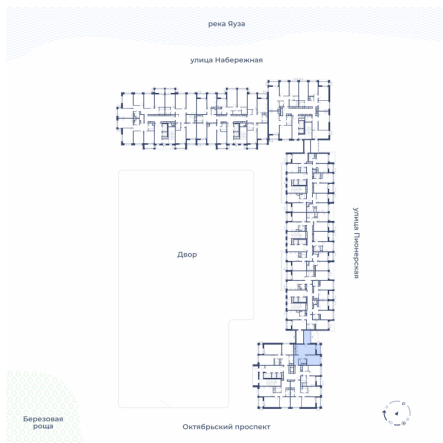 река Яуза
улица Набережная
улица Пионерская
Двор
Березовая
роща
Октябрьский проспект